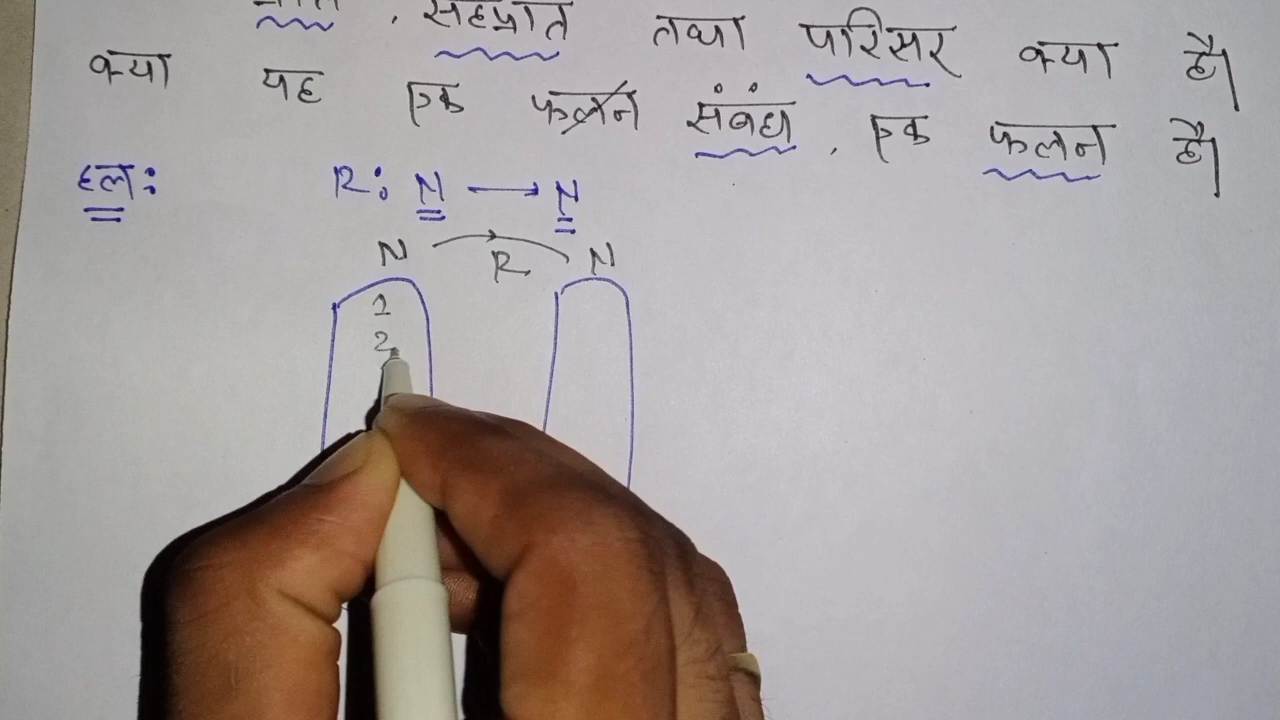 सहप्रांत तथा परिसर क्या है।
क्या यह एक फलन संबंध, एक फलन है।
हल: R: N → N
N R N
1
2